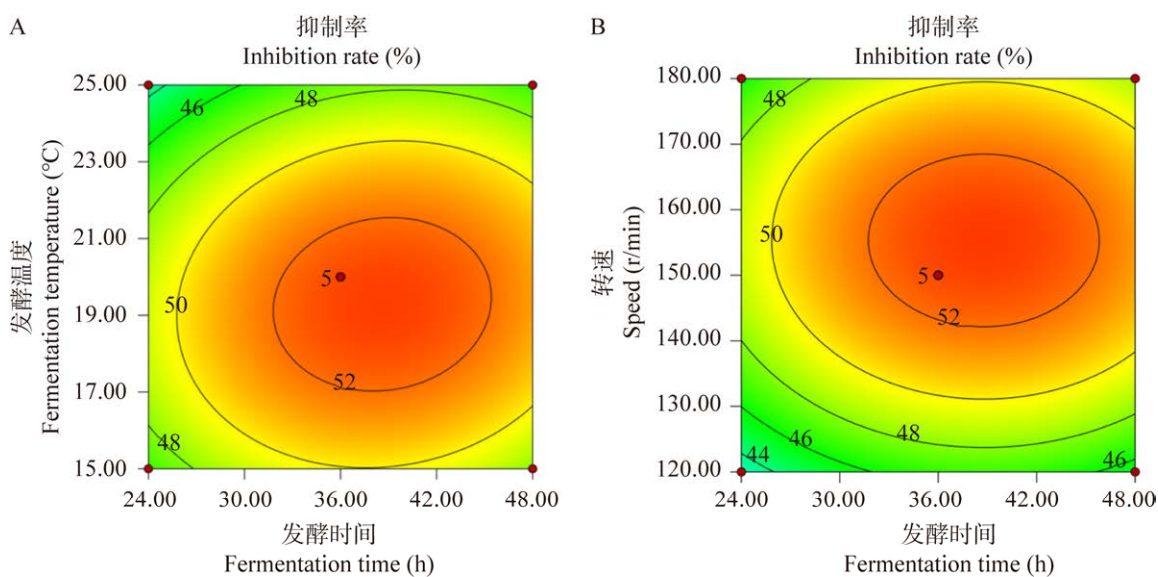 A
抑制率
Inhibition rate (%)
25.00
23.00
21.00
19.00
17.00
15.00
发酵温度
Fermentation temperature (℃)
46
48
50
5
52
48
24.00 30.00 36.00 42.00 48.00
发酵时间
Fermentation time (h)
B
抑制率
Inhibition rate (%)
180.00
170.00
160.00
150.00
140.00
130.00
120.00
转速
Speed (r/min)
48
50
5
52
48
46
44
46
24.00 30.00 36.00 42.00 48.00
发酵时间
Fermentation time (h)